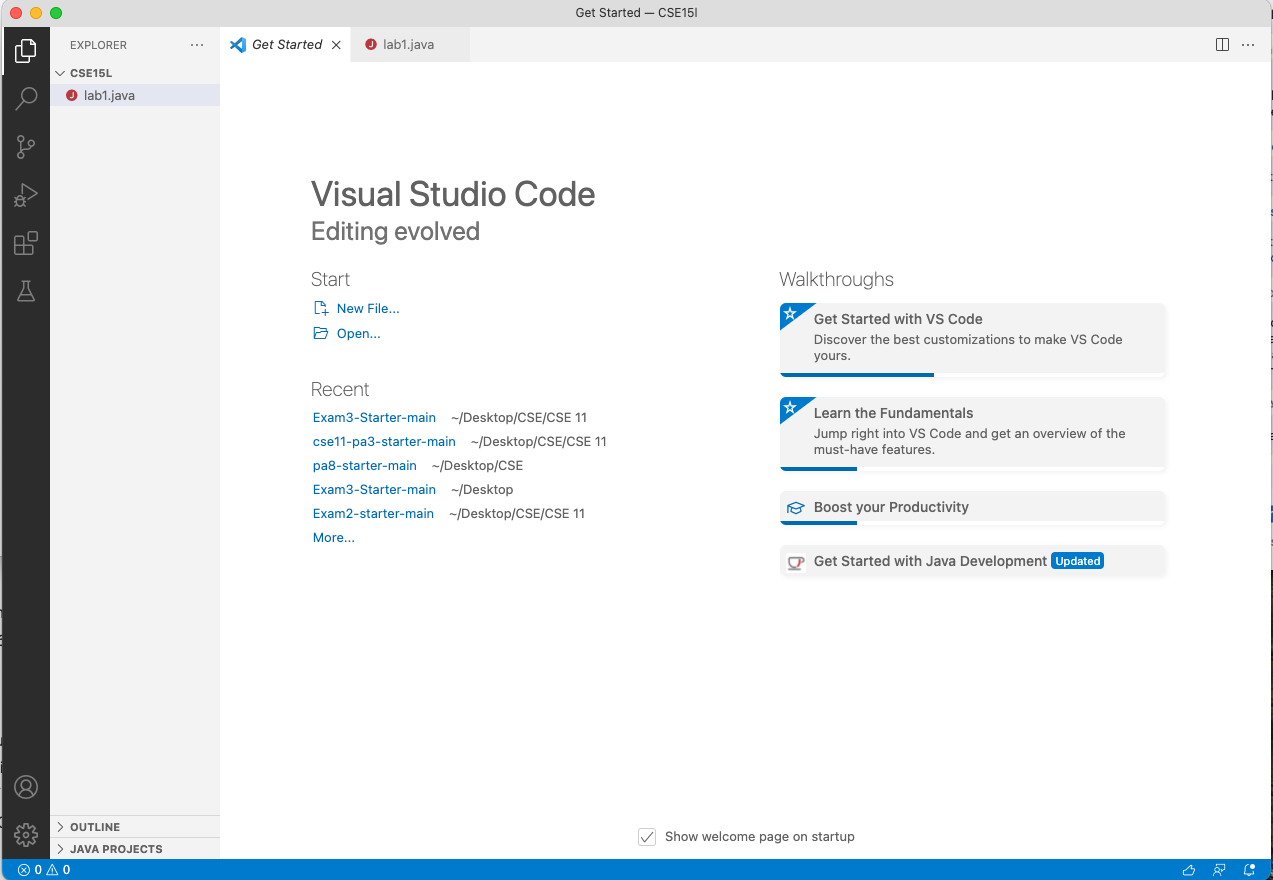 Get Started — CSE15l
EXPLORER
Get Started
lab1.java
CSE15L
lab1.java
Visual Studio Code
Editing evolved
Start
New File...
Open...
Recent
Exam3-Starter-main ~/Desktop/CSE/CSE 11
cse11-pa3-starter-main ~/Desktop/CSE/CSE 11
pa8-starter-main ~/Desktop/CSE
Exam3-Starter-main ~/Desktop
Exam2-starter-main ~/Desktop/CSE/CSE 11
More...
Walkthroughs
Get Started with VS Code
Discover the best customizations to make VS Code
yours.
Learn the Fundamentals
Jump right into VS Code and get an overview of the
must-have features.
Boost your Productivity
Get Started with Java Development Updated
Show welcome page on startup
OUTLINE
JAVA PROJECTS
0 0